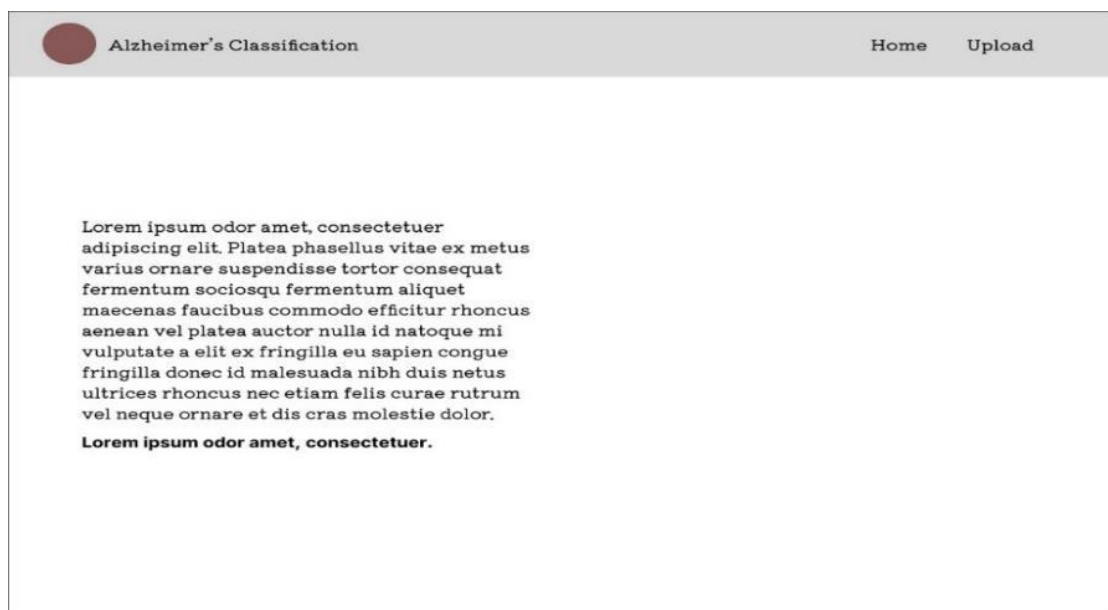 Alzheimer's Classification
Home
Upload
Lorem ipsum odor amet, consectetuer
adipiscing elit. Platea phasellus vitae ex metus
varius ornare suspendisse tortor consequat
fermentum sociosqu fermentum aliquet
maecenas faucibus commodo efficitur rhoncus
aenean vel platea auctor nulla id natoque mi
vulputate a elit ex fringilla eu sapien congue
fringilla donec id malesuada nibh duis netus
ultrices rhoncus nec etiam felis curae rutrum
vel neque ornare et dis cras molestie dolor.
Lorem ipsum odor amet, consectetuer.